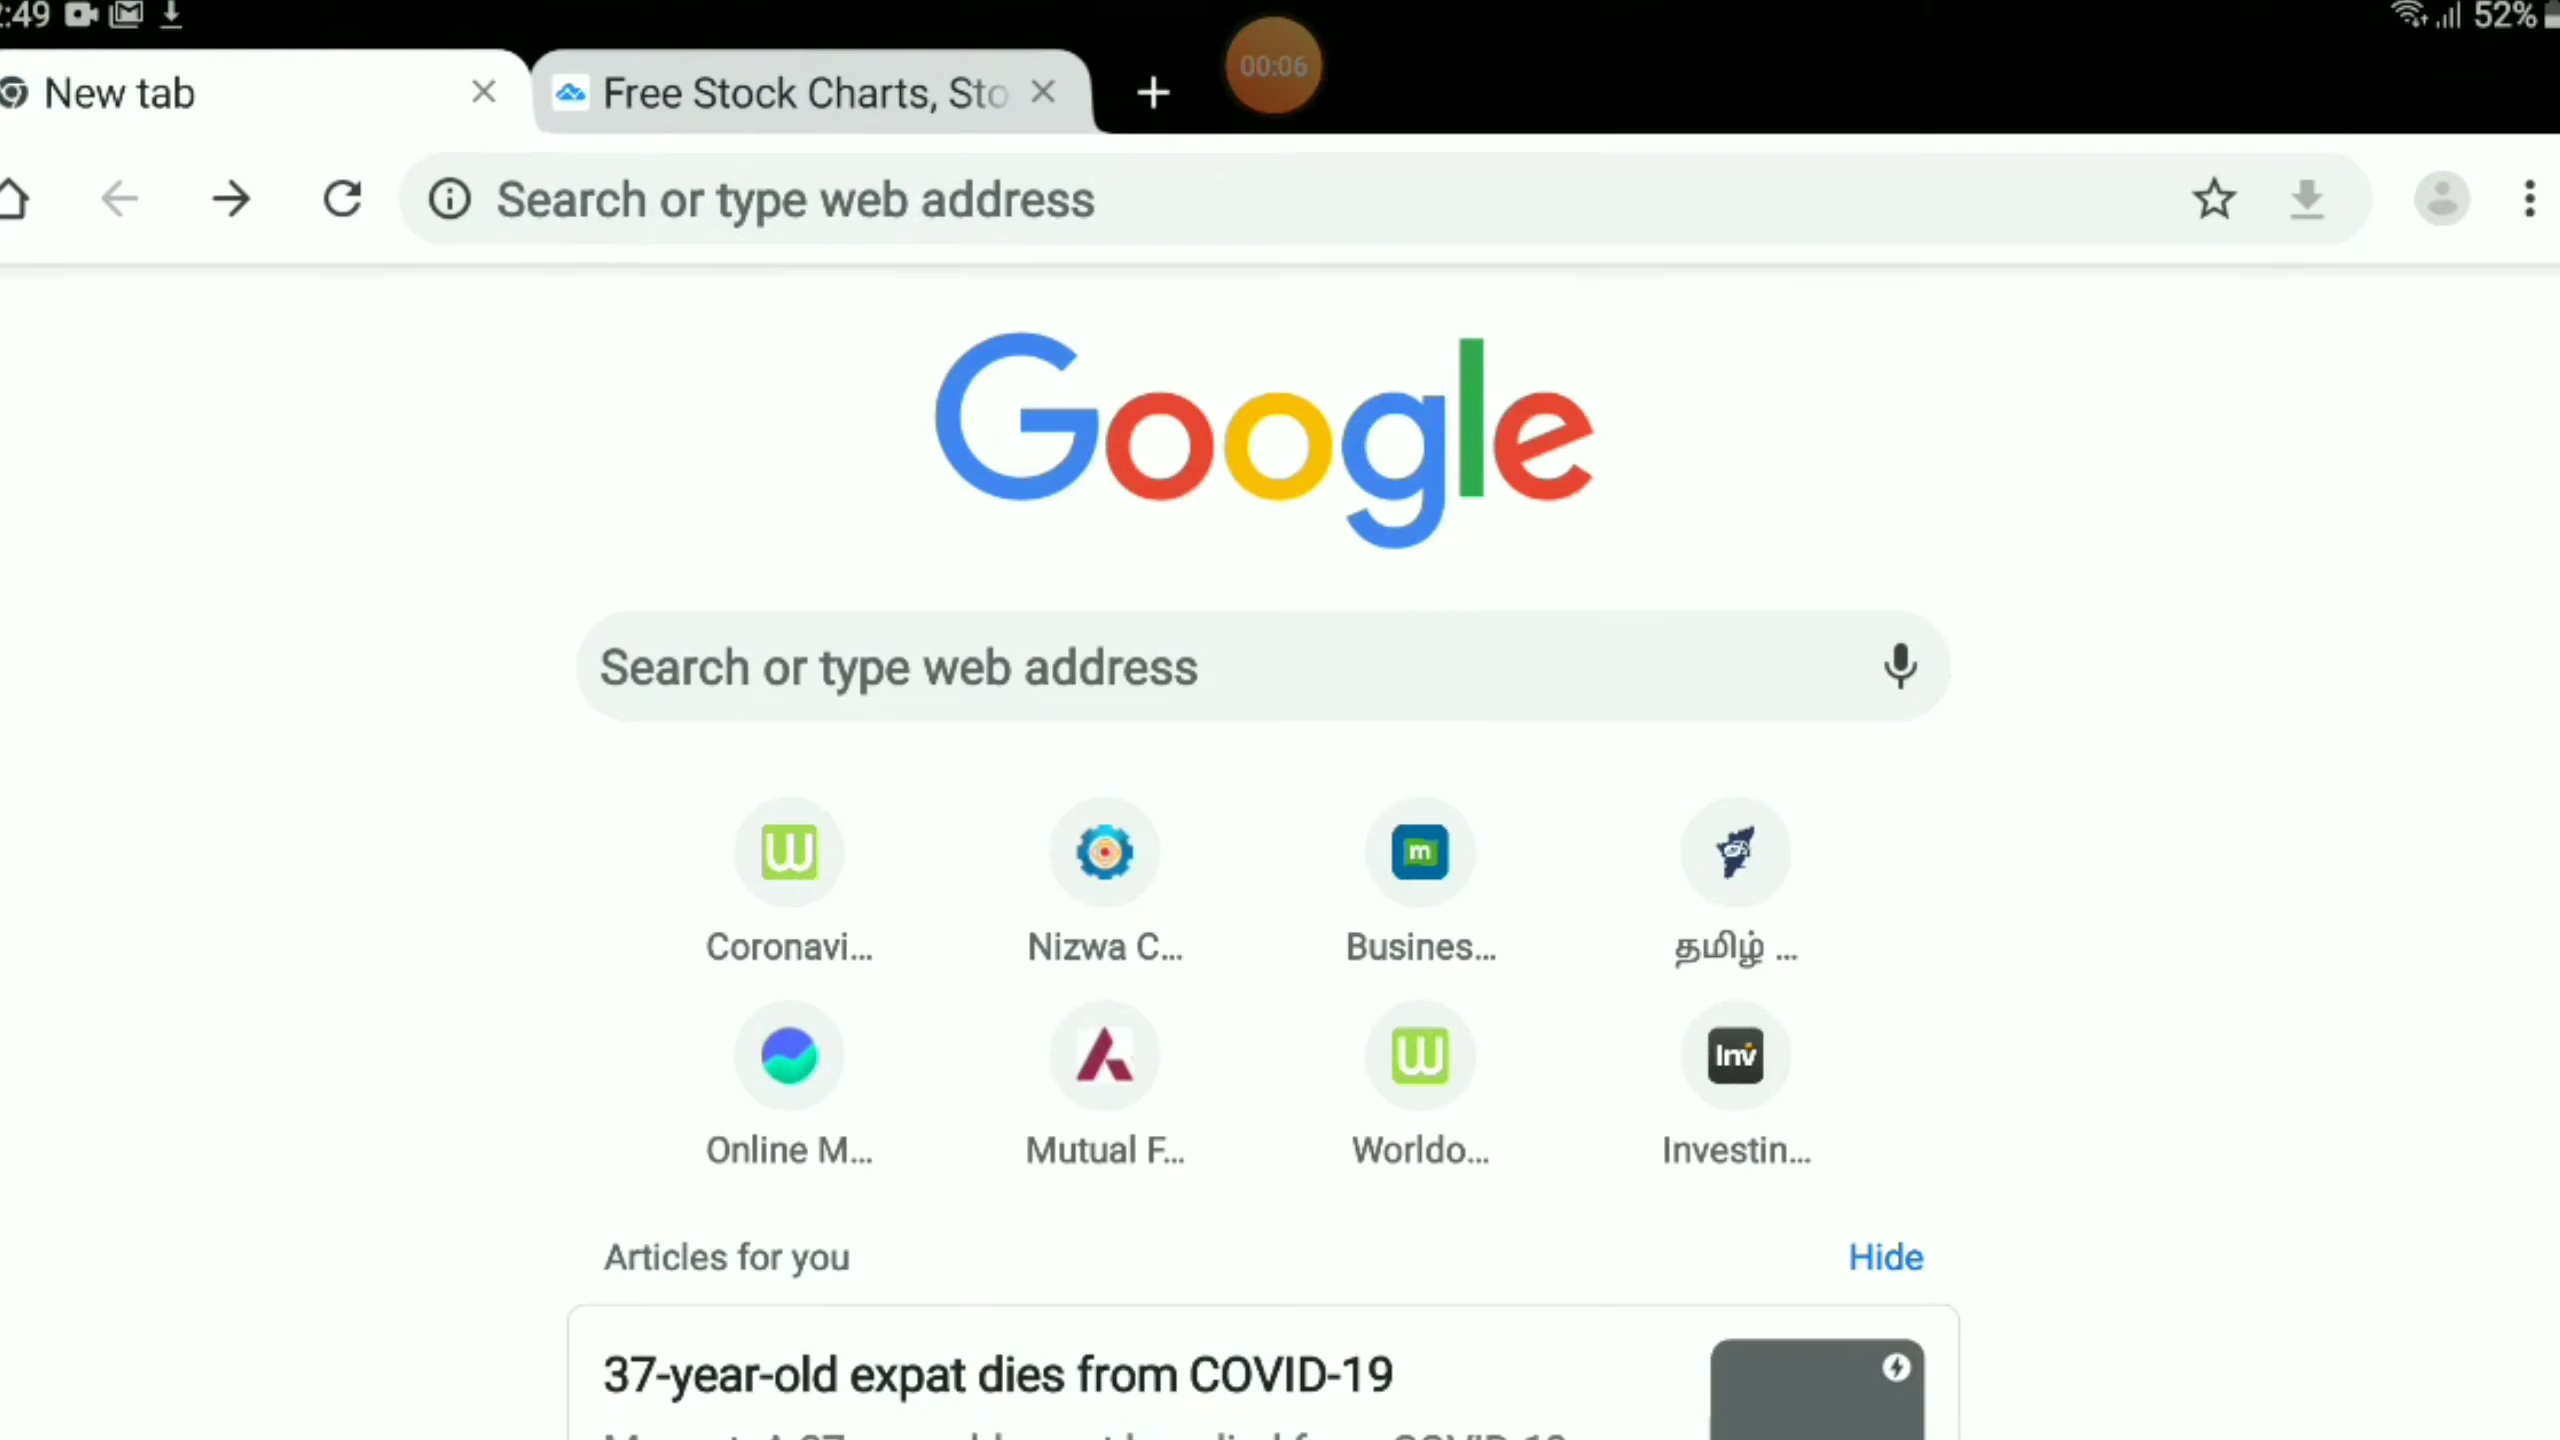 :49
52%
New tab
Free Stock Charts, Sto
00:06
Search or type web address
Google
Search or type web address
Coronavi...
Nizwa C...
m
Busines...
தமிழ் ...
Online M...
Mutual F...
Worldo...
Inv
Investin...
Articles for you
Hide
37-year-old expat dies from COVID-19